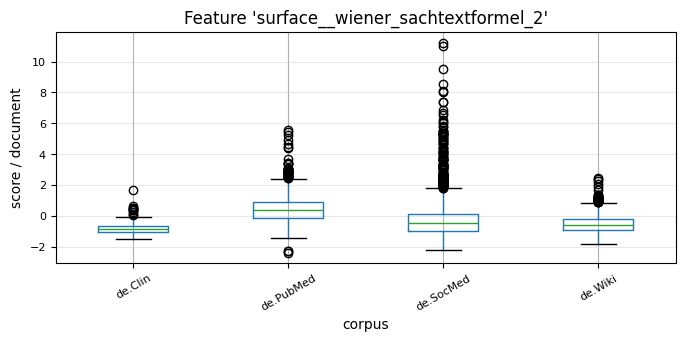 Feature 'surface__wiener_sachtextformel_2'
score / document
10
8
6
4
2
0
−2
de.Clin
de.PubMed
de.SocMed
de.Wiki
corpus